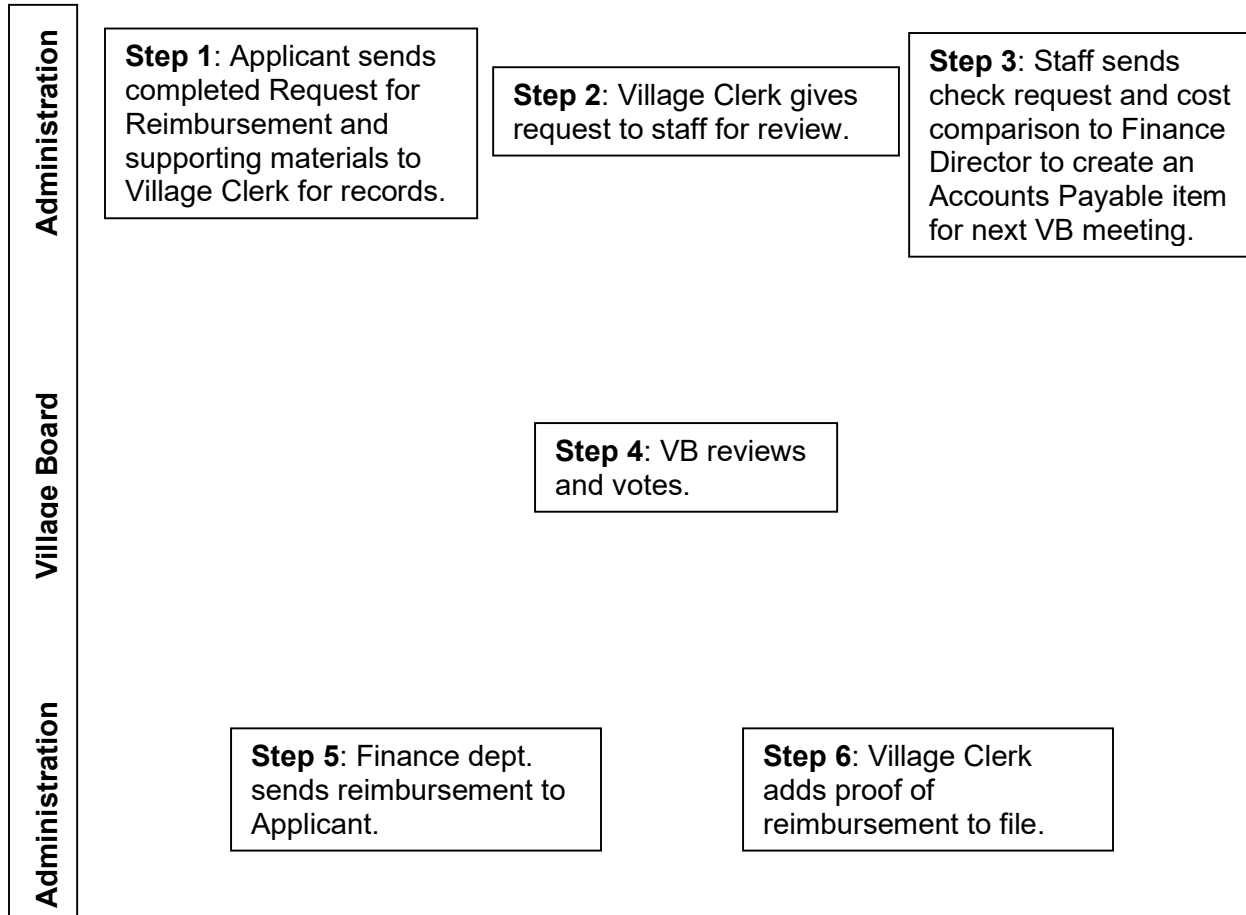 Administration
Step 1: Applicant sends
completed Request for
Reimbursement and
supporting materials to
Village Clerk for records.
Step 2: Village Clerk gives
request to staff for review.
Step 3: Staff sends
check request and cost
comparison to Finance
Director to create an
Accounts Payable item
for next VB meeting.
Village Board
Step 4: VB reviews
and votes.
Administration
Step 5: Finance dept.
sends reimbursement to
Applicant.
Step 6: Village Clerk
adds proof of
reimbursement to file.